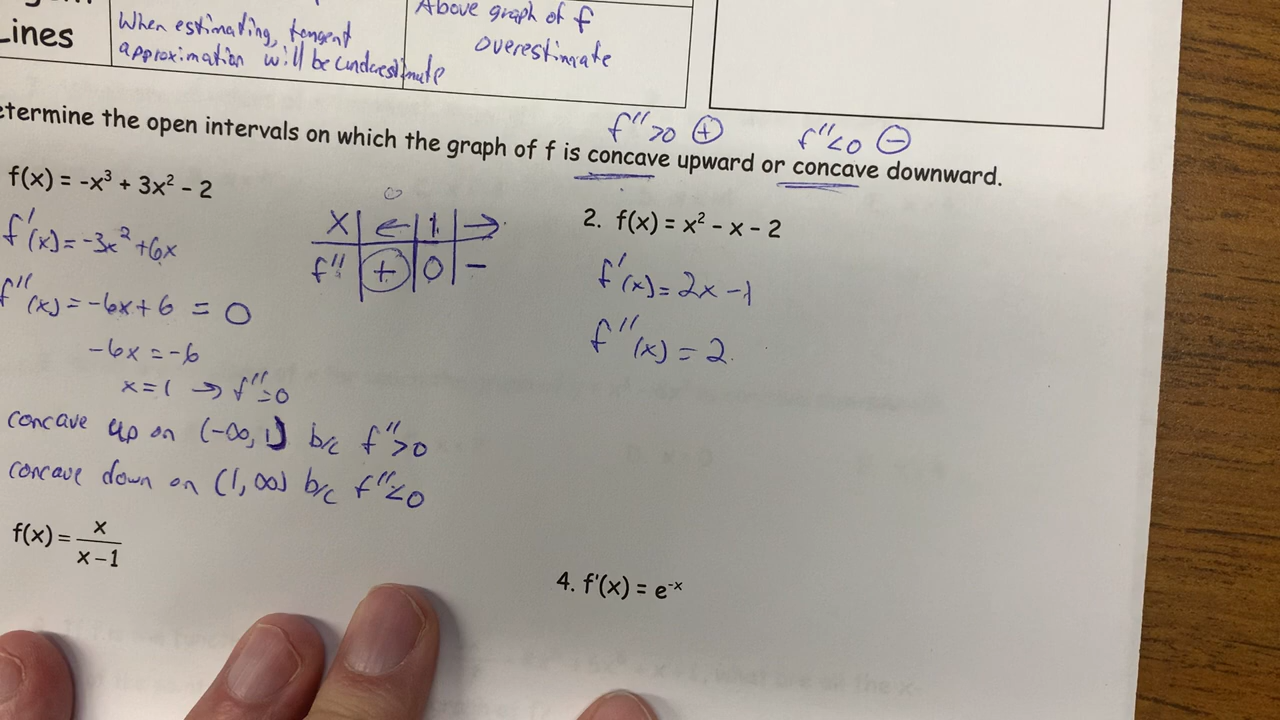 Lines
When estimating, tangent
approximation will be underestimate
Above graph of f
overestimate
f''>0 + f''<0 −
etermine the open intervals on which the graph of f is concave upward or concave downward.
f(x) = -x³ + 3x² - 2
f'(x) = -3x² + 6x
f''(x) = -6x + 6 = 0
-6x = -6
x = 1 → f''=0
concave up on (-∞, 1) b/c f''>0
concave down on (1, ∞) b/c f''<0
0
x | ← | 1 | →
f'' | + | 0 | −
2. f(x) = x² - x - 2
f'(x) = 2x - 1
f''(x) = 2
f(x) = x / x - 1
4. f'(x) = e⁻ˣ